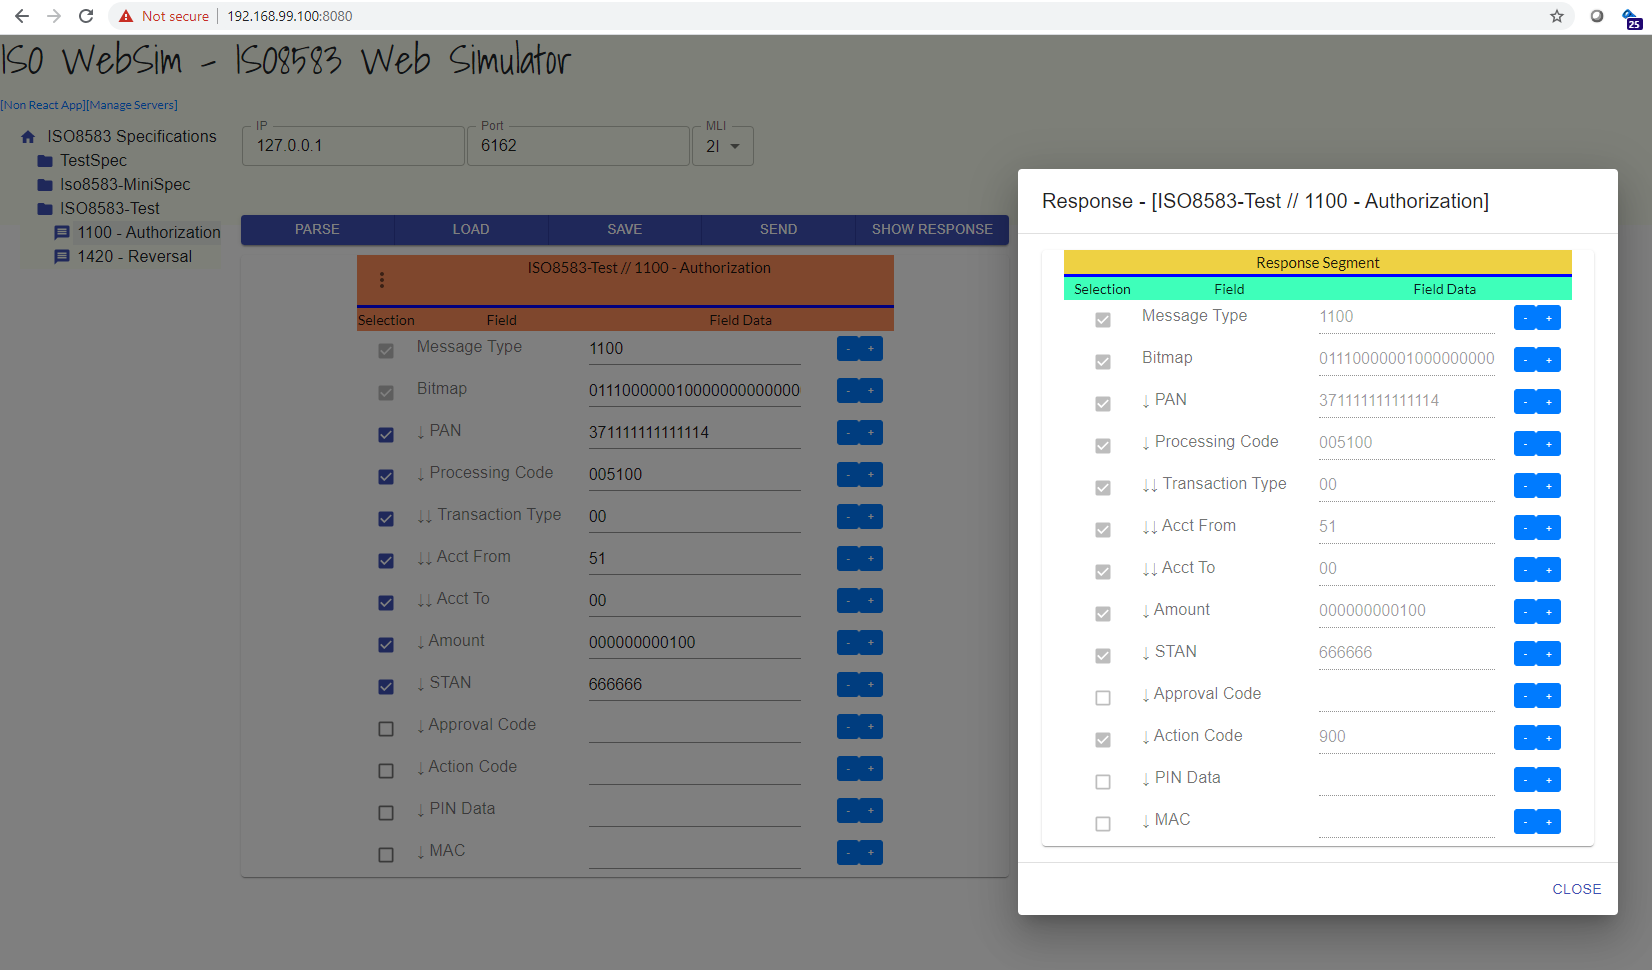 Not secure 192.168.99.100:8080
25
ISO WebSim - ISO8583 Web Simulator
[Non React App][Manage Servers]
ISO8583 Specifications
TestSpec
Iso8583-MiniSpec
ISO8583-Test
1100 - Authorization
1420 - Reversal
IP
127.0.0.1
Port
6162
MLI
2I
PARSE LOAD SAVE SEND SHOW RESPONSE
ISO8583-Test // 1100 - Authorization
Selection Field Field Data
Message Type 1100 - +
Bitmap 0111000000100000000000000 - +
↓ PAN 371111111111114 - +
↓ Processing Code 005100 - +
↓↓ Transaction Type 00 - +
↓↓ Acct From 51 - +
↓↓ Acct To 00 - +
↓ Amount 000000000100 - +
↓ STAN 666666 - +
↓ Approval Code - +
↓ Action Code - +
↓ PIN Data - +
↓ MAC - +
Response - [ISO8583-Test // 1100 - Authorization]
Response Segment
Selection Field Field Data
Message Type 1100 - +
Bitmap 01110000001000000000 - +
↓ PAN 371111111111114 - +
↓ Processing Code 005100 - +
↓↓ Transaction Type 00 - +
↓↓ Acct From 51 - +
↓↓ Acct To 00 - +
↓ Amount 000000000100 - +
↓ STAN 666666 - +
↓ Approval Code - +
↓ Action Code 900 - +
↓ PIN Data - +
↓ MAC - +
CLOSE